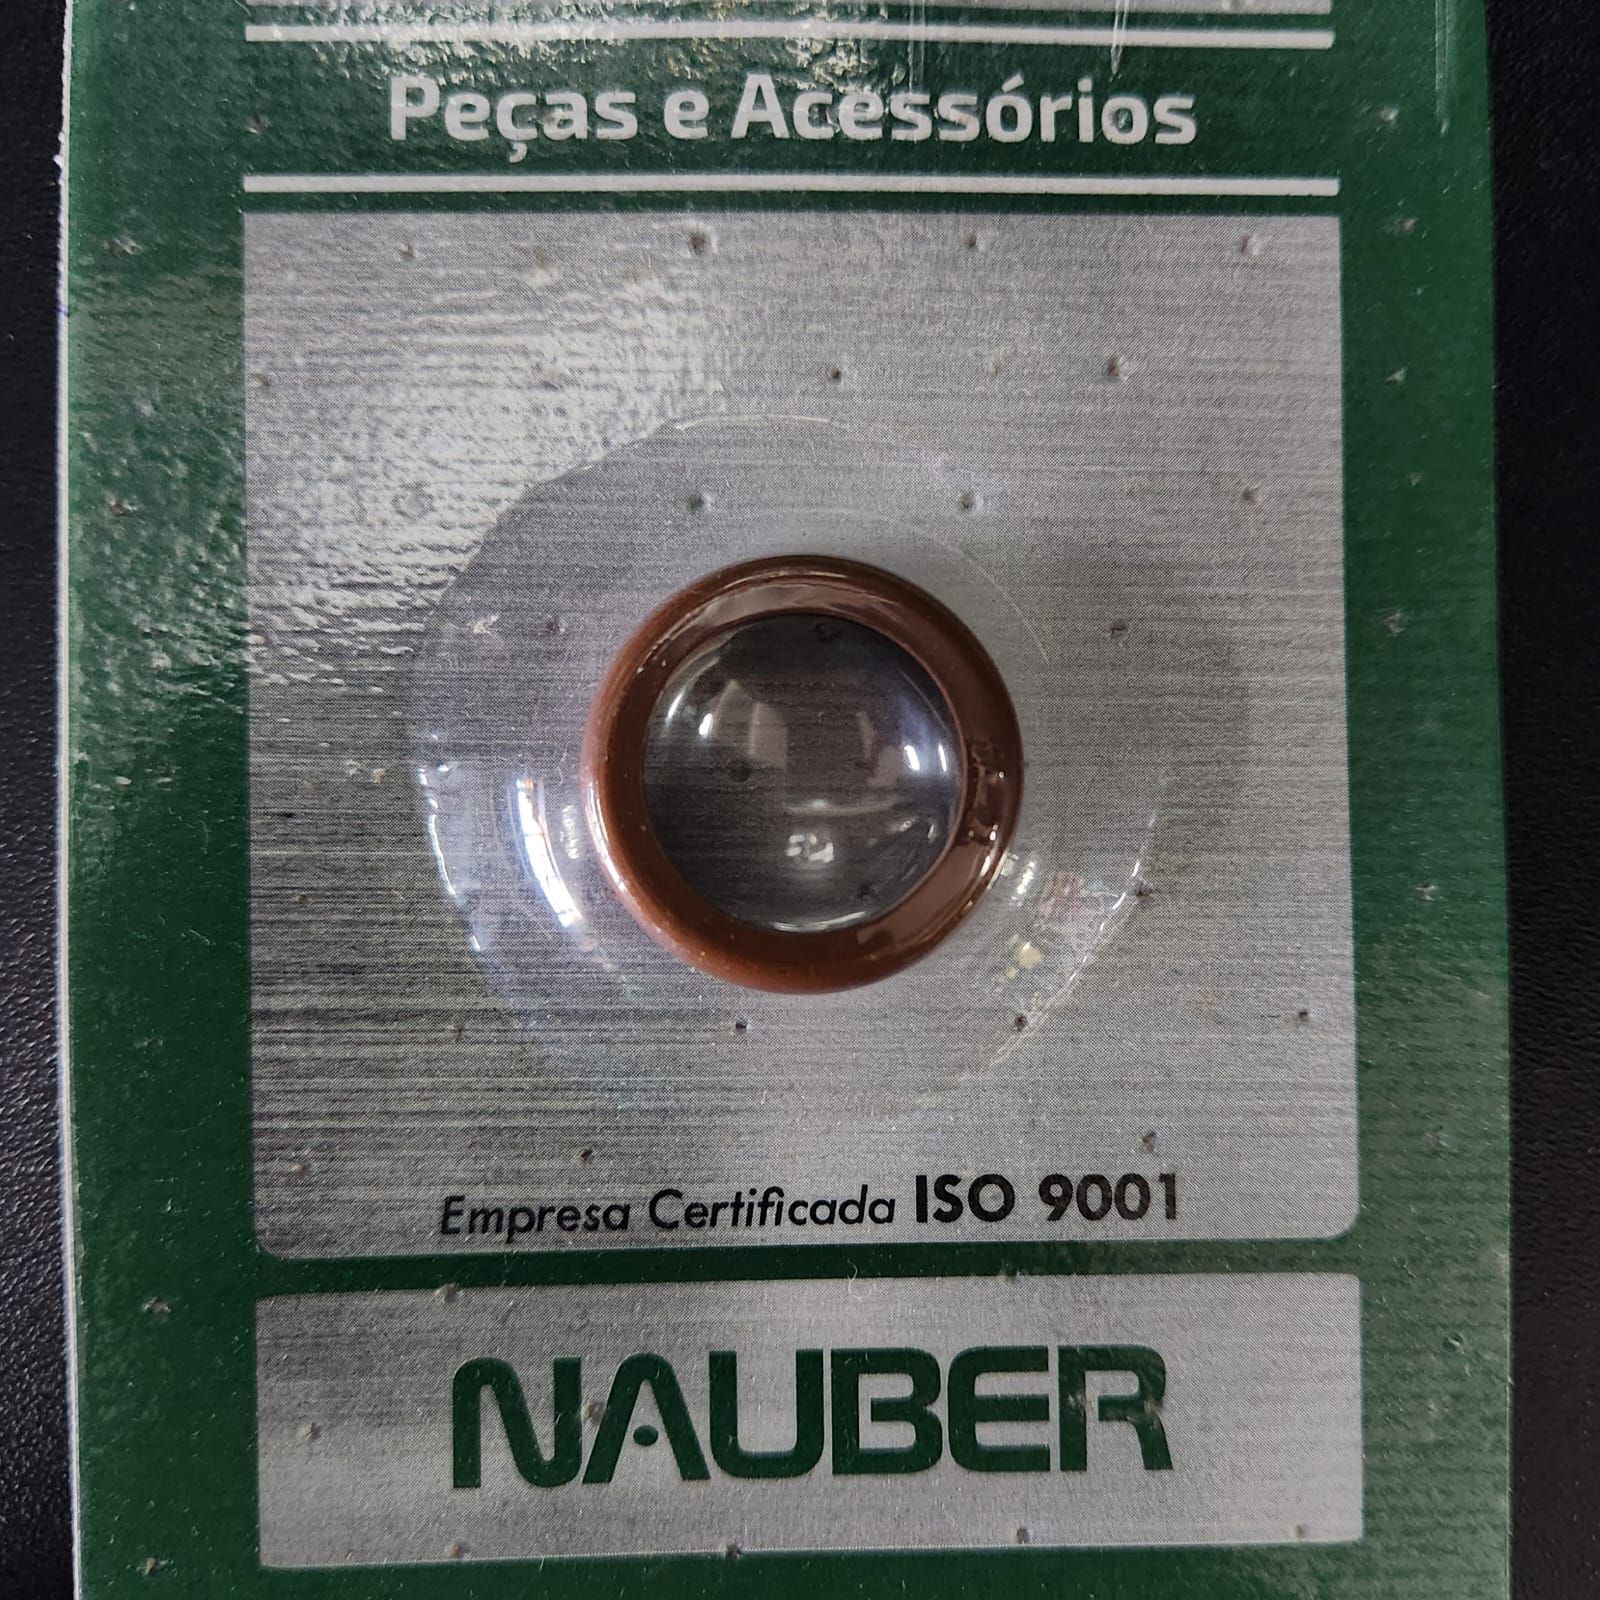 Peças e Acessórios
Empresa Certificada ISO 9001
NAUBER